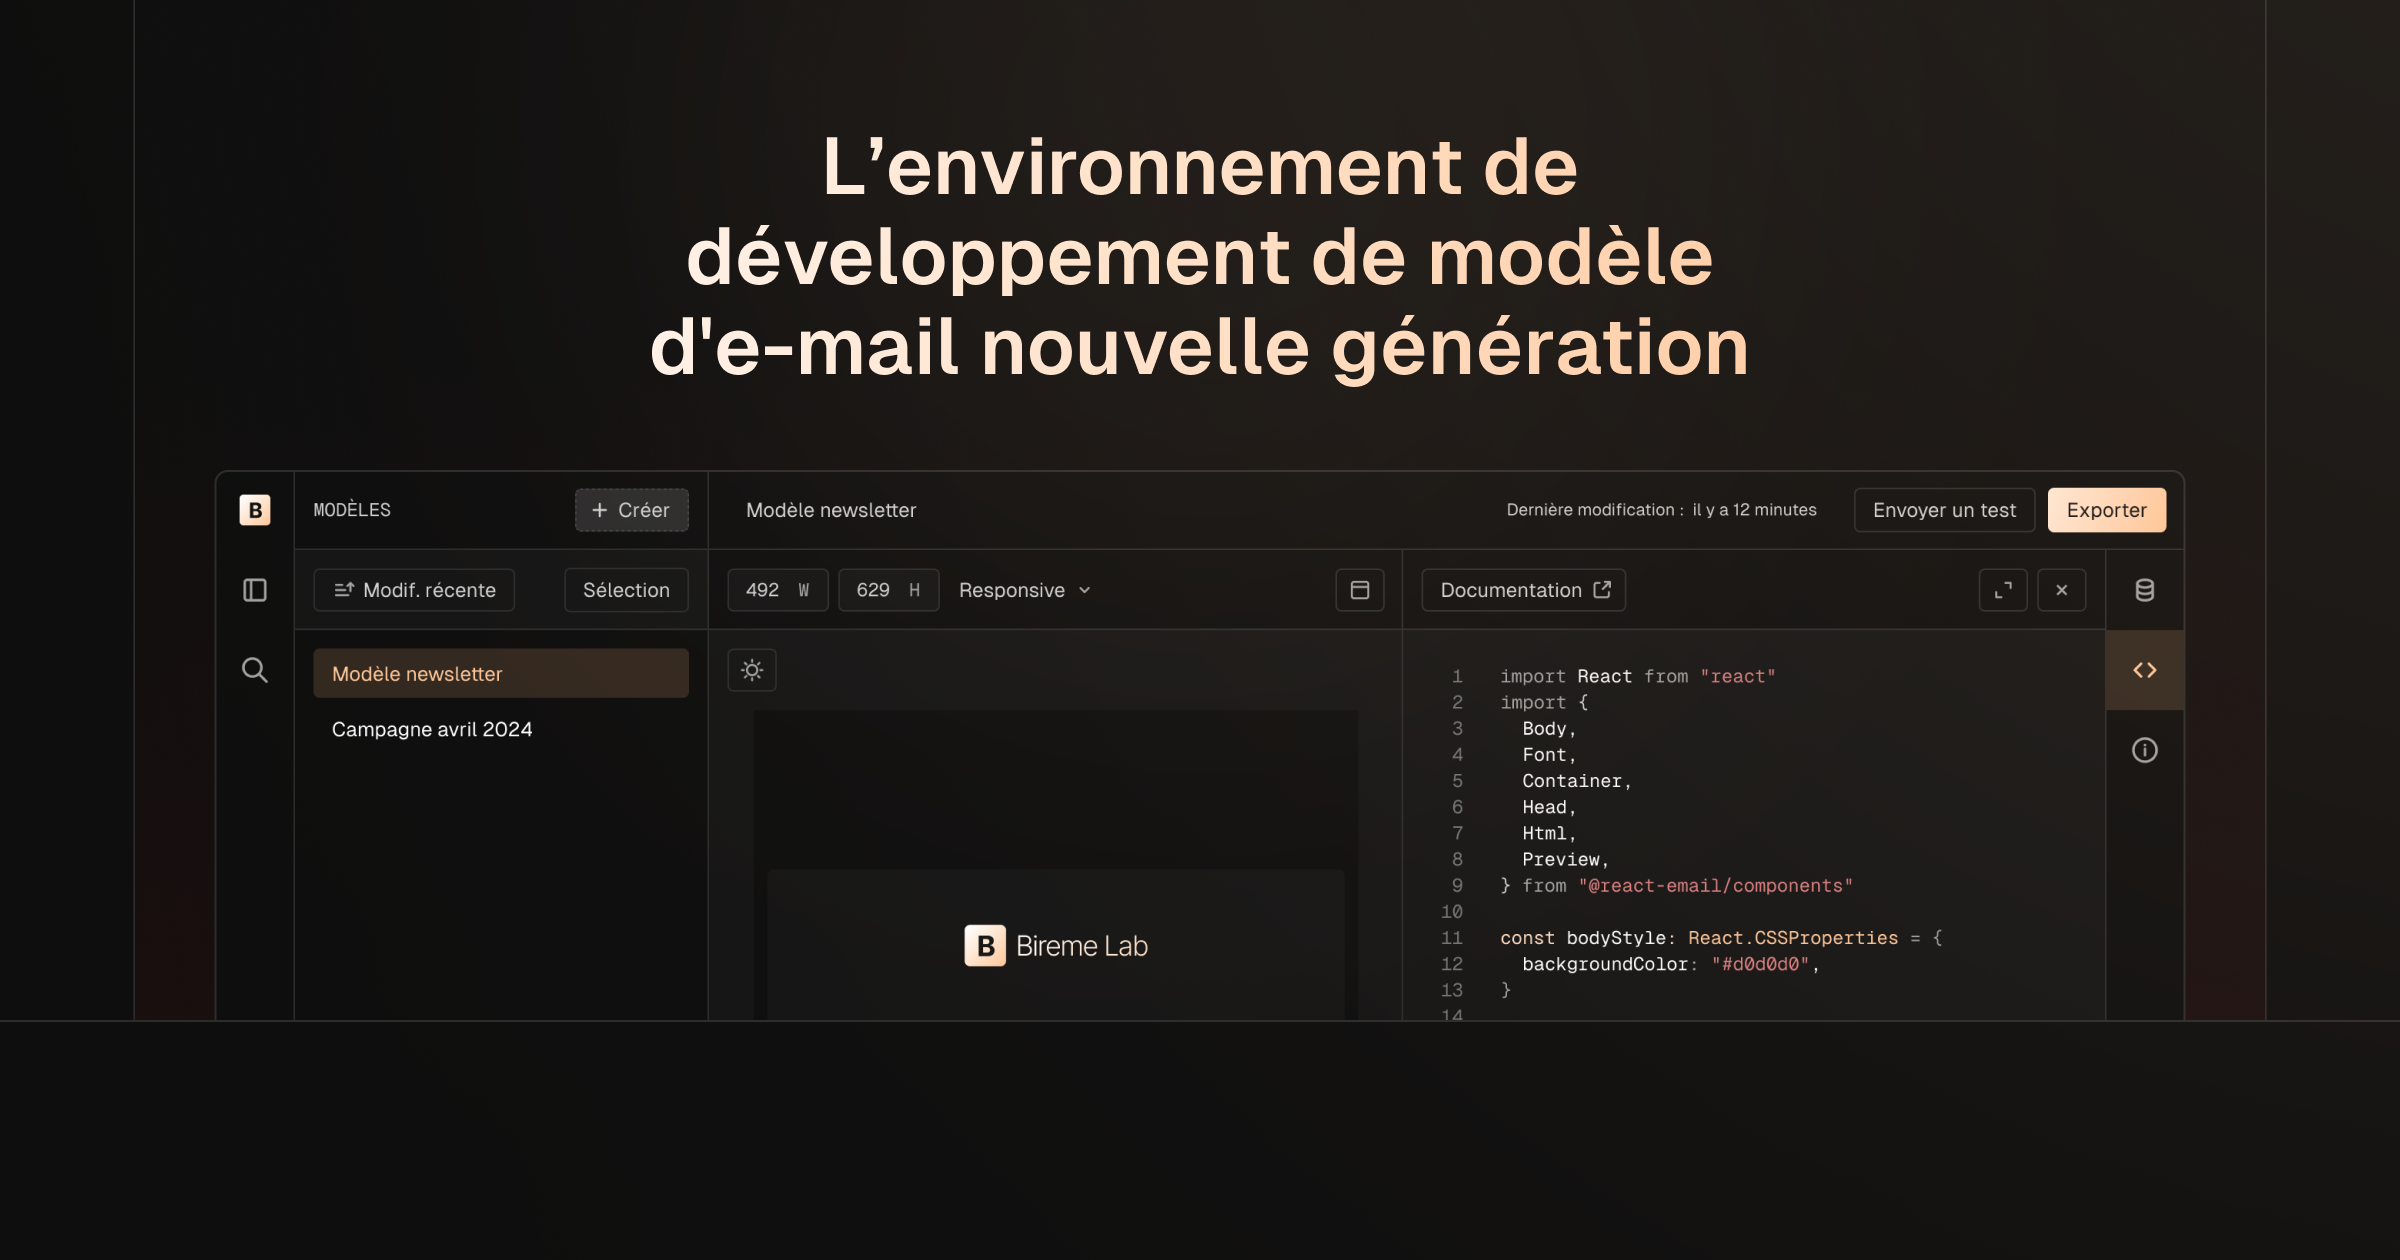 L’environnement de
développement de modèle
d'e-mail nouvelle génération
B
MODÈLES
+ Créer
Modèle newsletter
Dernière modification : il y a 12 minutes
Envoyer un test
Exporter
Modif. récente
Sélection
492 W
629 H
Responsive
Documentation
Modèle newsletter
Campagne avril 2024
B Bireme Lab
1 import React from "react"
2 import {
3 Body,
4 Font,
5 Container,
6 Head,
7 Html,
8 Preview,
9 } from "@react-email/components"
10
11 const bodyStyle: React.CSSProperties = {
12 backgroundColor: "#d0d0d0",
13 }
14